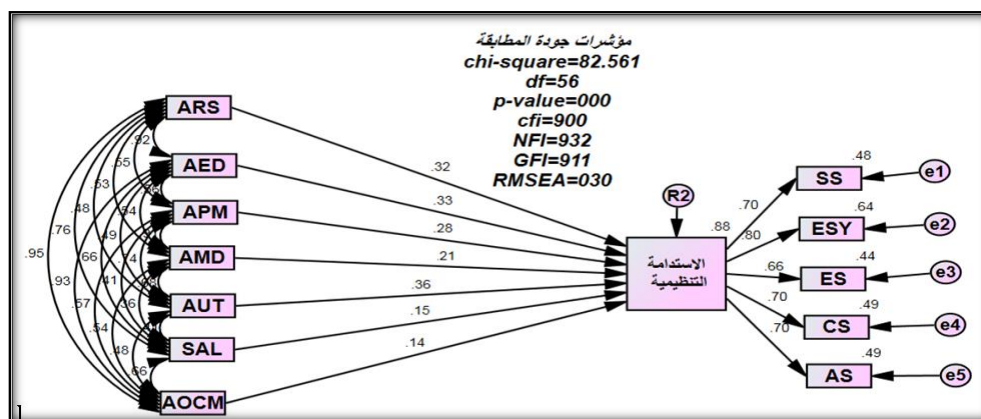 مؤشرات جودة المطابقة
chi-square=82.561
df=56
p-value=000
cfi=900
NFI=932
GFI=911
RMSEA=030
ARS
AED
APM
AMD
AUT
SAL
AOCM
.92
.55
.53
.54
.48
.49
.76
.66
.41
.36
.95
.93
.57
.54
.48
.66
.32
.33
.28
.21
.36
.15
.14
R2
.88
الاستدامة
التنظيمية
.70
.80
.66
.70
.70
.48
SS
e1
.64
ESY
e2
.44
ES
e3
.49
CS
e4
.49
AS
e5
1